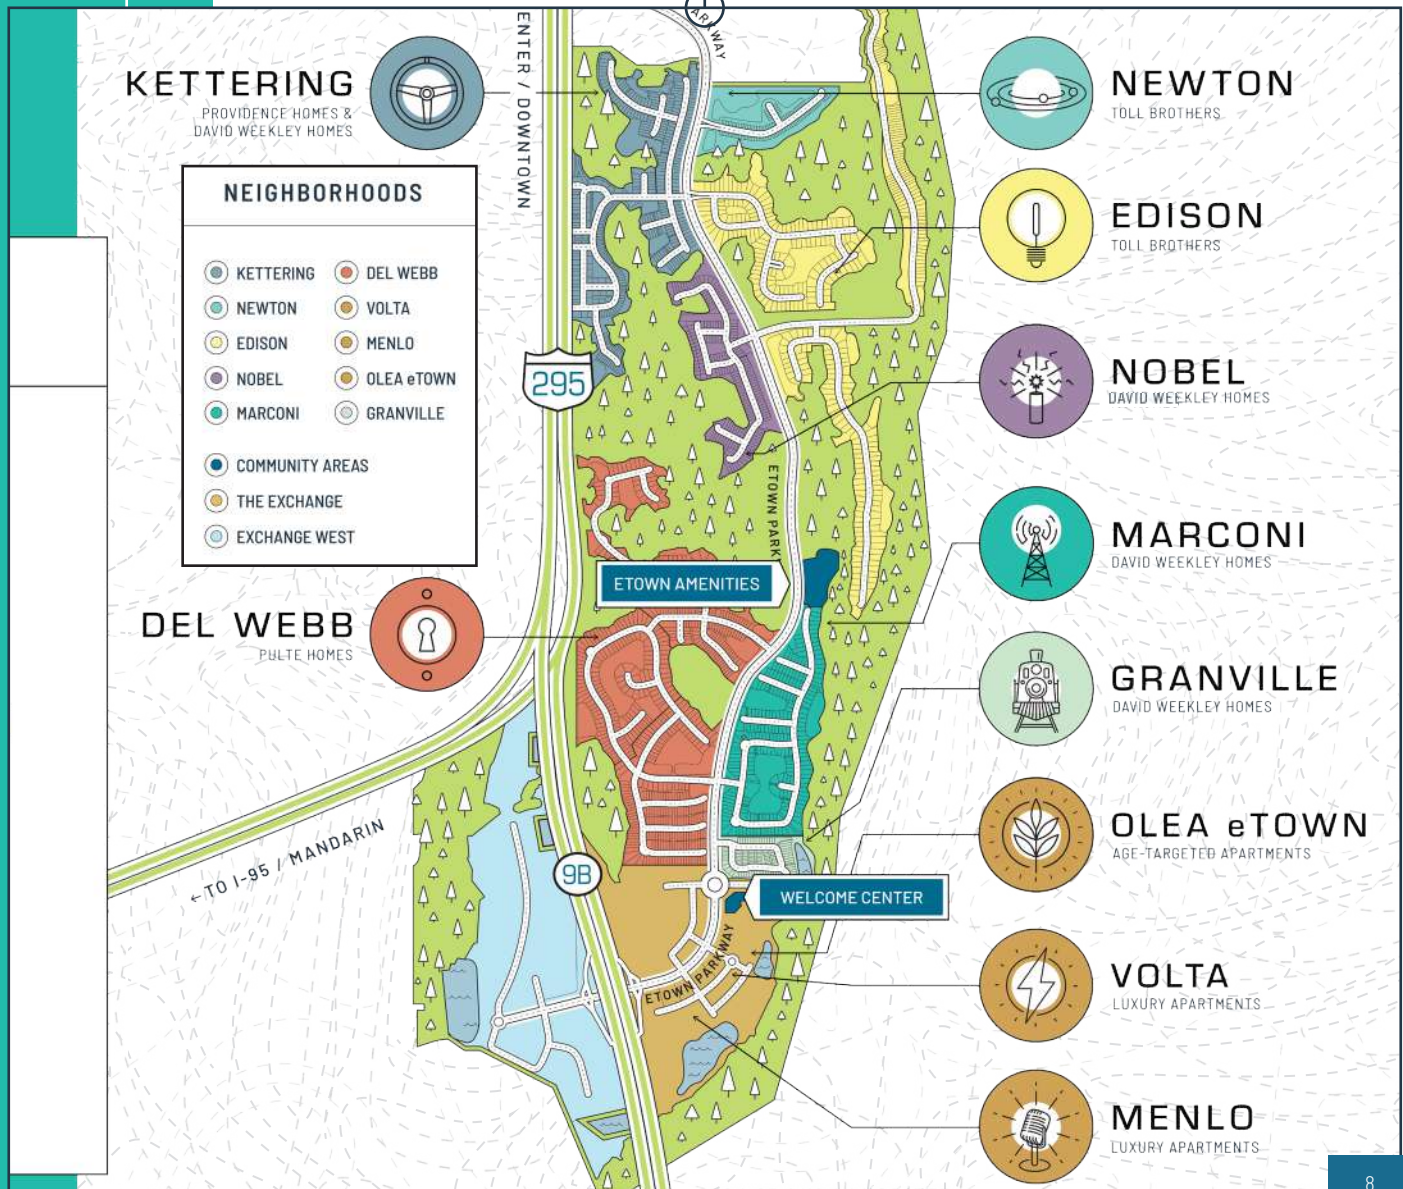 ARKWAY
ENTER / DOWNTOWN
KETTERING
PROVIDENCE HOMES &
DAVID WEEKLEY HOMES
NEIGHBORHOODS
KETTERING
NEWTON
EDISON
NOBEL
MARCONI
DEL WEBB
VOLTA
MENLO
OLEA eTOWN
GRANVILLE
COMMUNITY AREAS
THE EXCHANGE
EXCHANGE WEST
DEL WEBB
PULTE HOMES
295
ETOWN PARK
ETOWN AMENITIES
←TO I-95 / MANDARIN
9B
WELCOME CENTER
ETOWN PARKWAY
NEWTON
TOLL BROTHERS
EDISON
TOLL BROTHERS
NOBEL
DAVID WEEKLEY HOMES
MARCONI
DAVID WEEKLEY HOMES
GRANVILLE
DAVID WEEKLEY HOMES
OLEA eTOWN
AGE-TARGETED APARTMENTS
VOLTA
LUXURY APARTMENTS
MENLO
LUXURY APARTMENTS
8